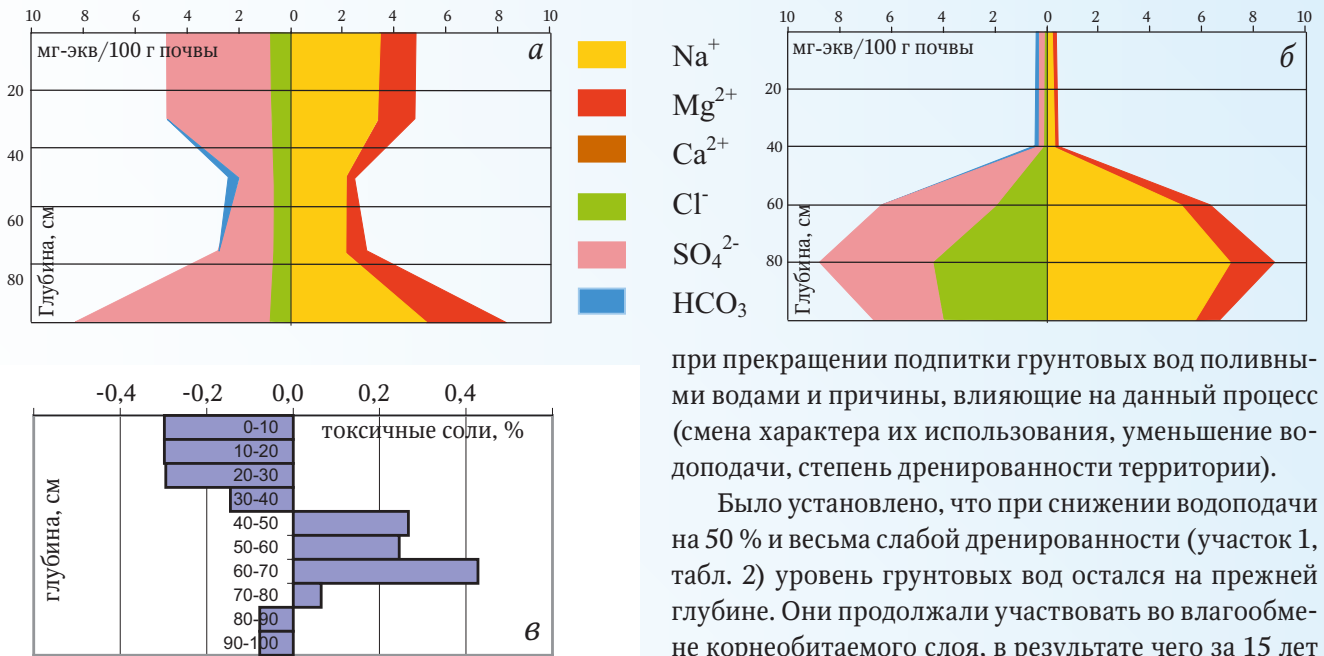 10 8 6 4 2 0 2 4 6 8 10
мг-экв/100 г почвы
а
20
40
60
80
Глубина, см
Na⁺
Mg²⁺
Ca²⁺
Cl⁻
SO₄²⁻
HCO₃
10 8 6 4 2 0 2 4 6 8 10
мг-экв/100 г почвы
б
20
40
60
80
Глубина, см
-0,4 -0,2 0,0 0,2 0,4
токсичные соли, %
глубина, см
0-10
10-20
20-30
30-40
40-50
50-60
60-70
70-80
80-90
90-100
в
при прекращении подпитки грунтовых вод поливны-
ми водами и причины, влияющие на данный процесс
(смена характера их использования, уменьшение во-
доподачи, степень дренированности территории).
Было установлено, что при снижении водоподачи
на 50 % и весьма слабой дренированности (участок 1,
табл. 2) уровень грунтовых вод остался на прежней
глубине. Они продолжали участвовать во влагообме-
не корнеобитаемого слоя, в результате чего за 15 лет